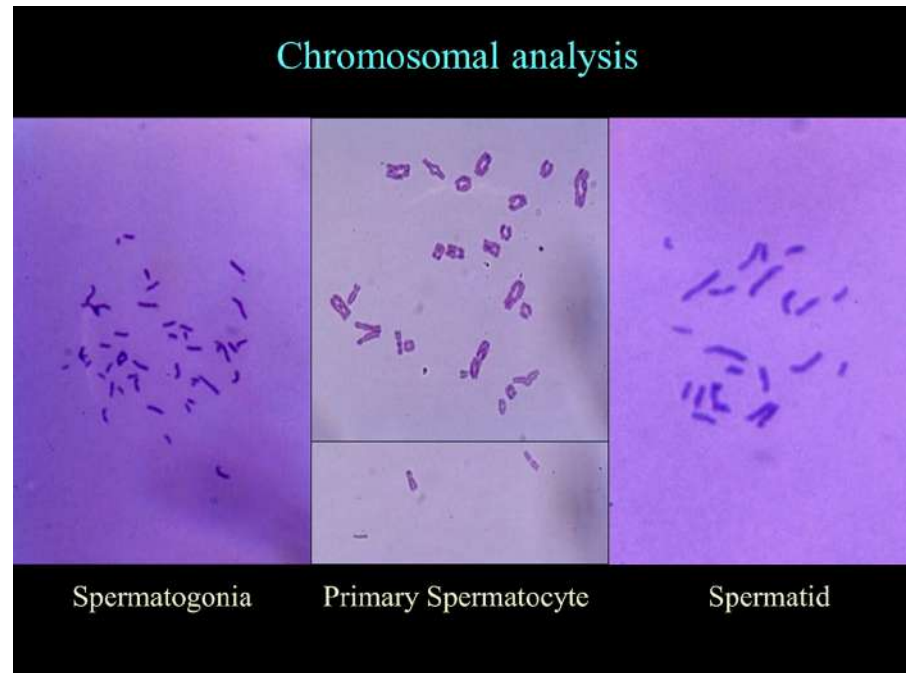 Chromosomal analysis
Spermatogonia
Primary Spermatocyte
Spermatid